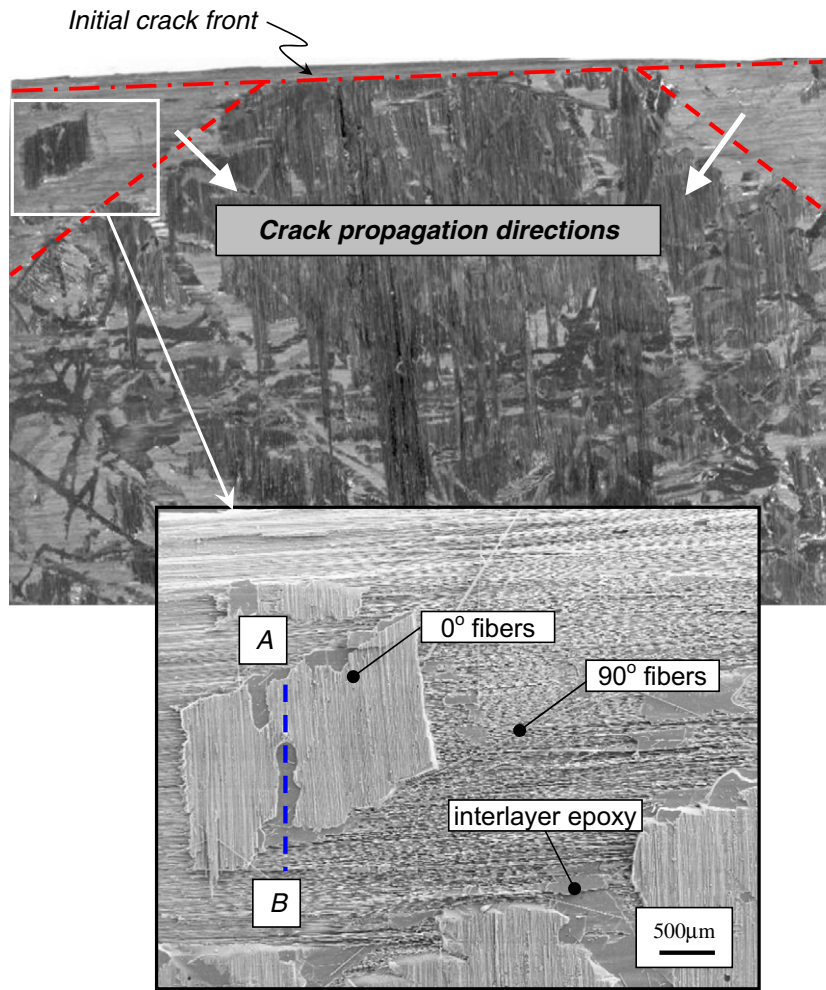 Initial crack front
Crack propagation directions
A
0° fibers
90° fibers
interlayer epoxy
B
500μm